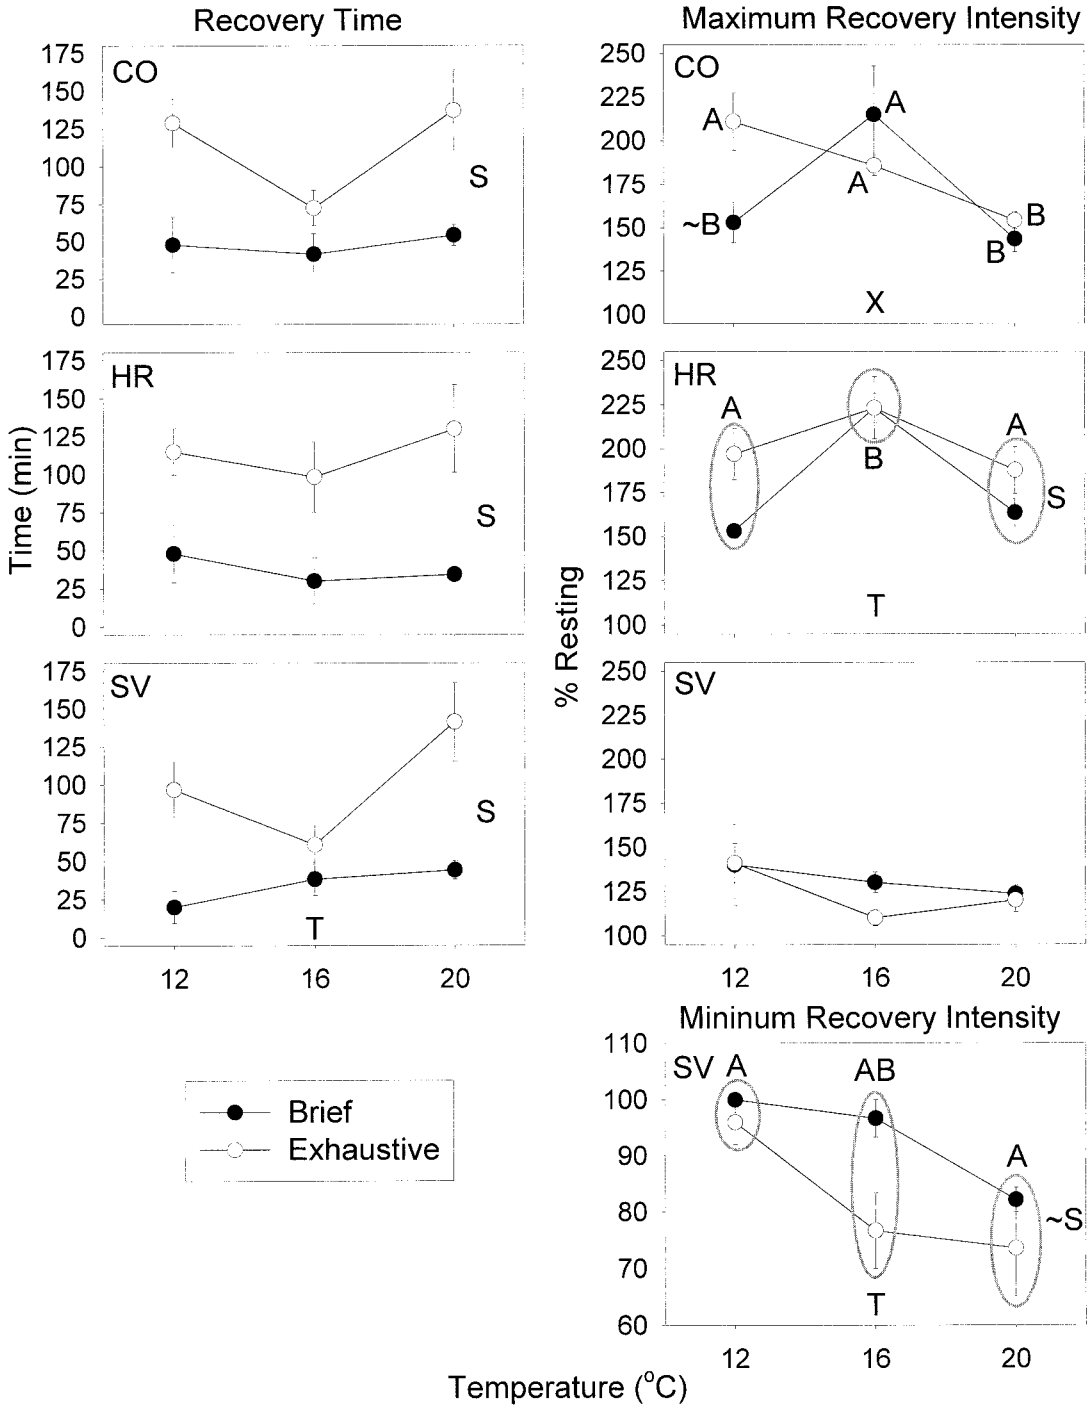 Recovery Time
175
150
125
100
75
50
25
0
CO
S
175
150
125
100
75
50
25
0
HR
S
175
150
125
100
75
50
25
0
SV
S
T
12 16 20
Time (min)
Brief
Exhaustive
Maximum Recovery Intensity
250
225
200
175
150
125
100
CO
A
A
A
~B
B
B
X
250
225
200
175
150
125
100
HR
A
B
A
S
T
250
225
200
175
150
125
100
SV
12 16 20
% Resting
Mininum Recovery Intensity
110
100
90
80
70
60
SV A
AB
A
~S
T
12 16 20
Temperature (°C)